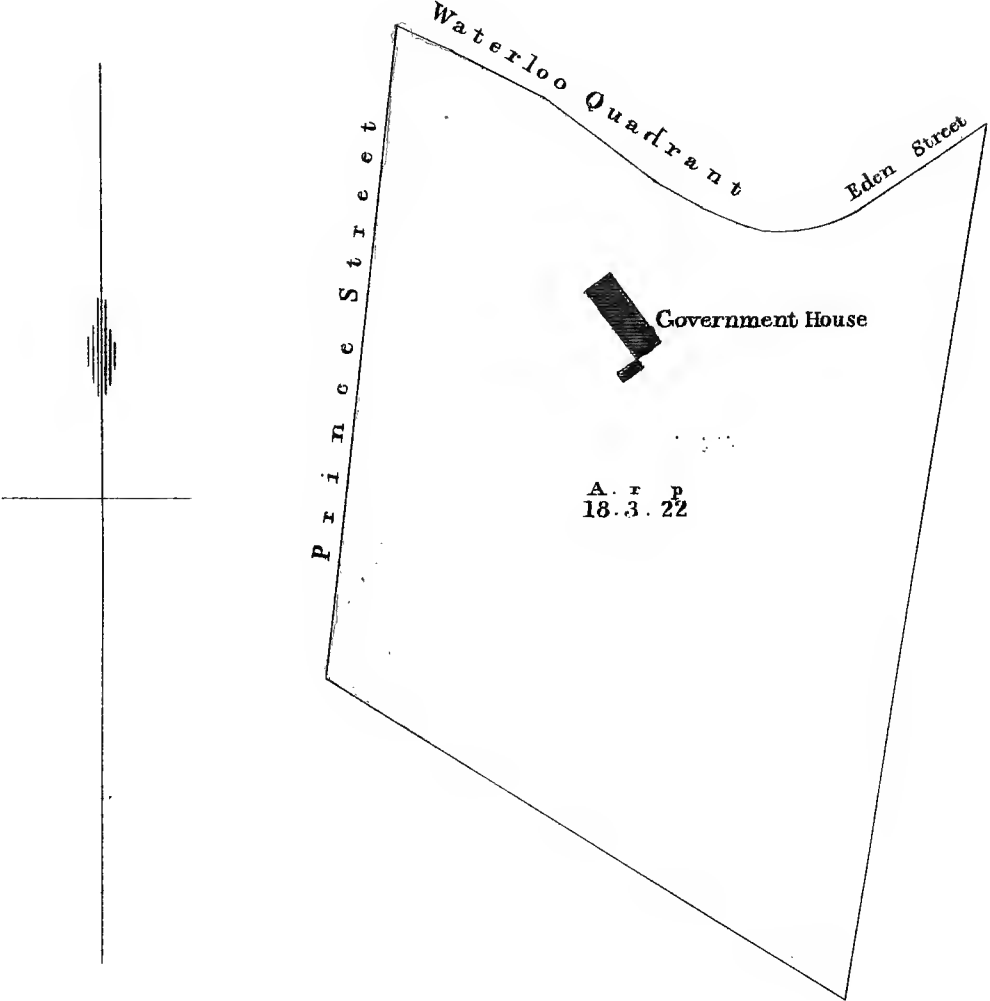 Waterloo Quadrant
Eden Street
Prince Street
Government House
A. r p
18.3.22